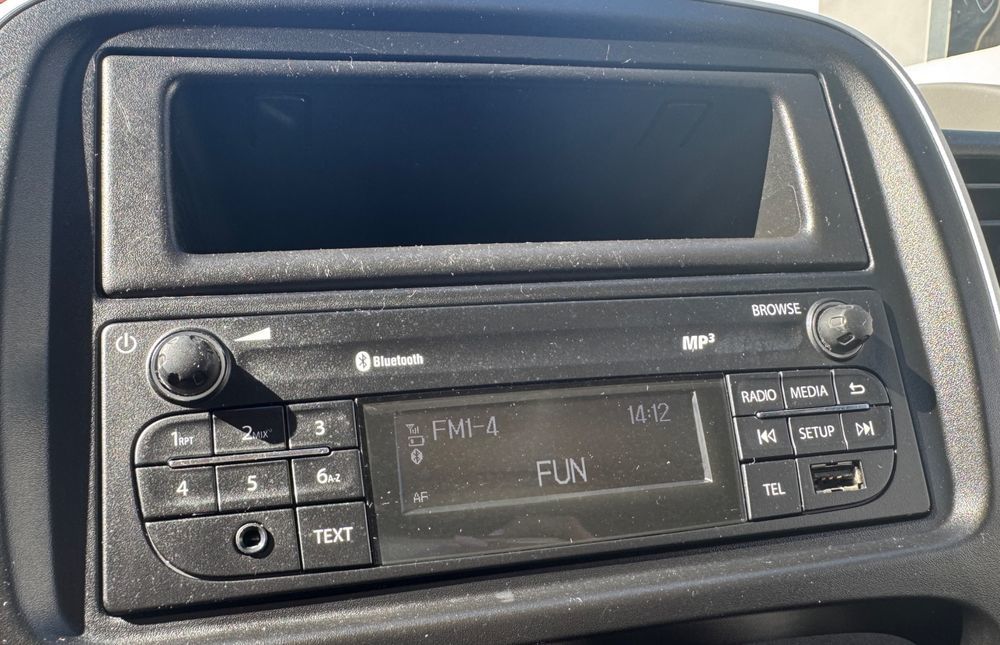 BROWSE
Bluetooth
MP3
FM1-4 14:12
FUN
AF
1RPT 2MIX 3
4 5 6A-Z
TEXT
RADIO MEDIA
SETUP
TEL